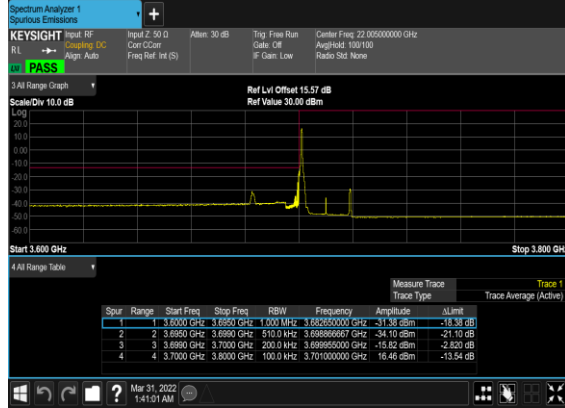 Spectrum Analyzer 1
Spurious Emissions
KEYSIGHT Input: RF Input Z: 50 Ω Atten: 30 dB Trig: Free Run Center Freq: 22.005000000 GHz
RL Coupling: DC Corr CCorr Gate: Off Avg|Hold: 100/100
Align: Auto Freq Ref: Int (S) IF Gain: Low Radio Std: None
PASS
3 All Range Graph
Ref Lvl Offset 15.57 dB
Scale/Div 10.0 dB Ref Value 30.00 dBm
Log
20.0
10.0
0.00
-10.0
-20.0
-30.0
-40.0
-50.0
-60.0
Start 3.600 GHz Stop 3.800 GH
4 All Range Table
Measure Trace Trace 1
Trace Type Trace Average (Active)
Spur Range Start Freq Stop Freq RBW Frequency Amplitude ΔLimit
1 1 3.6000 GHz 3.6950 GHz 1.000 MHz 3.682650000 GHz -31.38 dBm -18.38 dB
2 2 3.6950 GHz 3.6990 GHz 510.0 kHz 3.698866667 GHz -34.10 dBm -21.10 dB
3 3 3.6990 GHz 3.7000 GHz 200.0 kHz 3.699955000 GHz -15.82 dBm -2.820 dB
4 4 3.7000 GHz 3.8000 GHz 100.0 kHz 3.701000000 GHz 16.46 dBm -13.54 dB
? Mar 31, 2022
1:41:01 AM